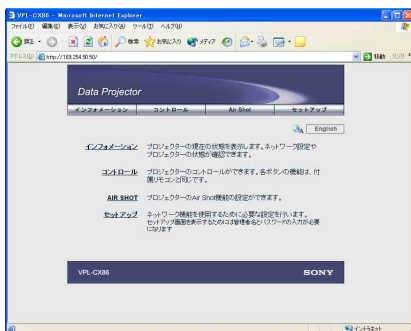 VPL-CX86 - Microsoft Internet Explorer
ファイル(F) 編集(E) 表示(V) お気に入り(A) ツール(T) ヘルプ(H)
戻る 検索 お気に入り メディア
アドレス(D) http://169.254.50.50/ 移動 リンク
Data Projector
インフォメーション コントロール Air Shot セットアップ
English
インフォメーション プロジェクターの現在の状態を表示します。ネットワーク設定や
プロジェクターの状態が確認できます。
コントロール プロジェクターのコントロールができます。各ボタンの機能は、付
属リモコンと同じです。
AIR SHOT プロジェクターのAir Shot機能の設定ができます。
セットアップ ネットワーク機能を使用するために必要な設定を行います。
セットアップ画面を表示するためには管理者名とパスワードの入力が必要
になります
VPL-CX86 SONY
イントラネット